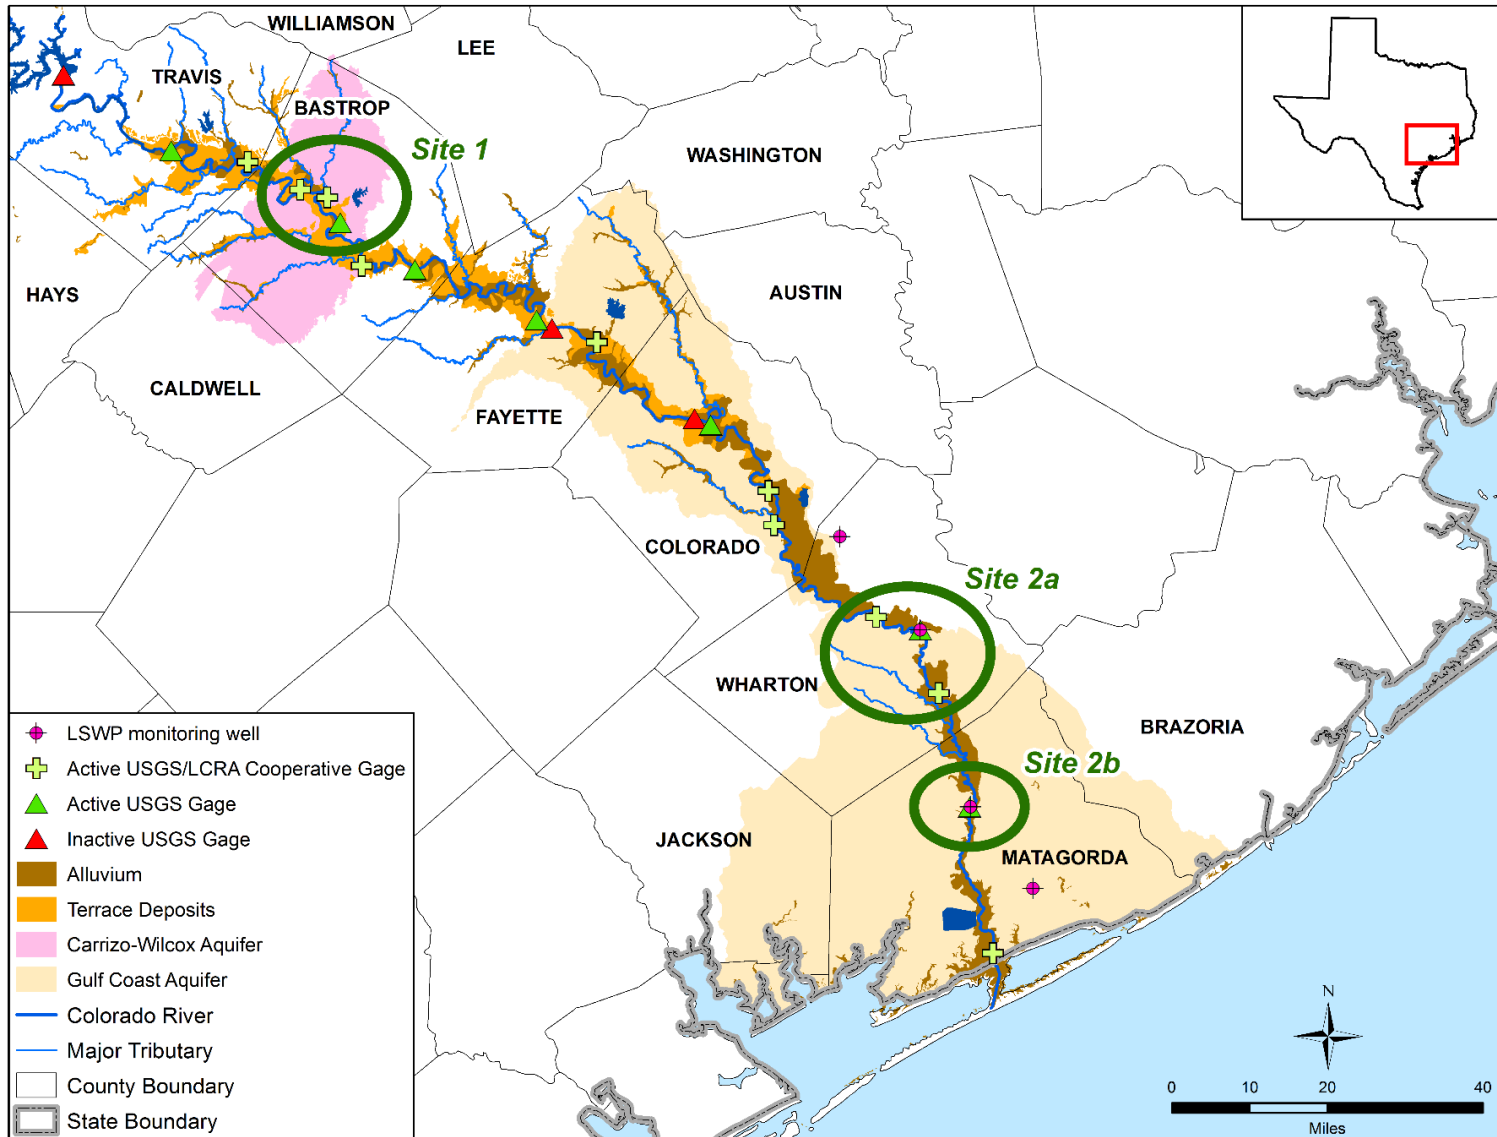 WILLIAMSON
LEE
TRAVIS
BASTROP
Site 1
WASHINGTON
HAYS
AUSTIN
CALDWELL
FAYETTE
COLORADO
Site 2a
WHARTON
BRAZORIA
Site 2b
JACKSON
MATAGORDA
LSWP monitoring well
Active USGS/LCRA Cooperative Gage
Active USGS Gage
Inactive USGS Gage
Alluvium
Terrace Deposits
Carrizo-Wilcox Aquifer
Gulf Coast Aquifer
Colorado River
Major Tributary
County Boundary
State Boundary
N
0 10 20 40
Miles